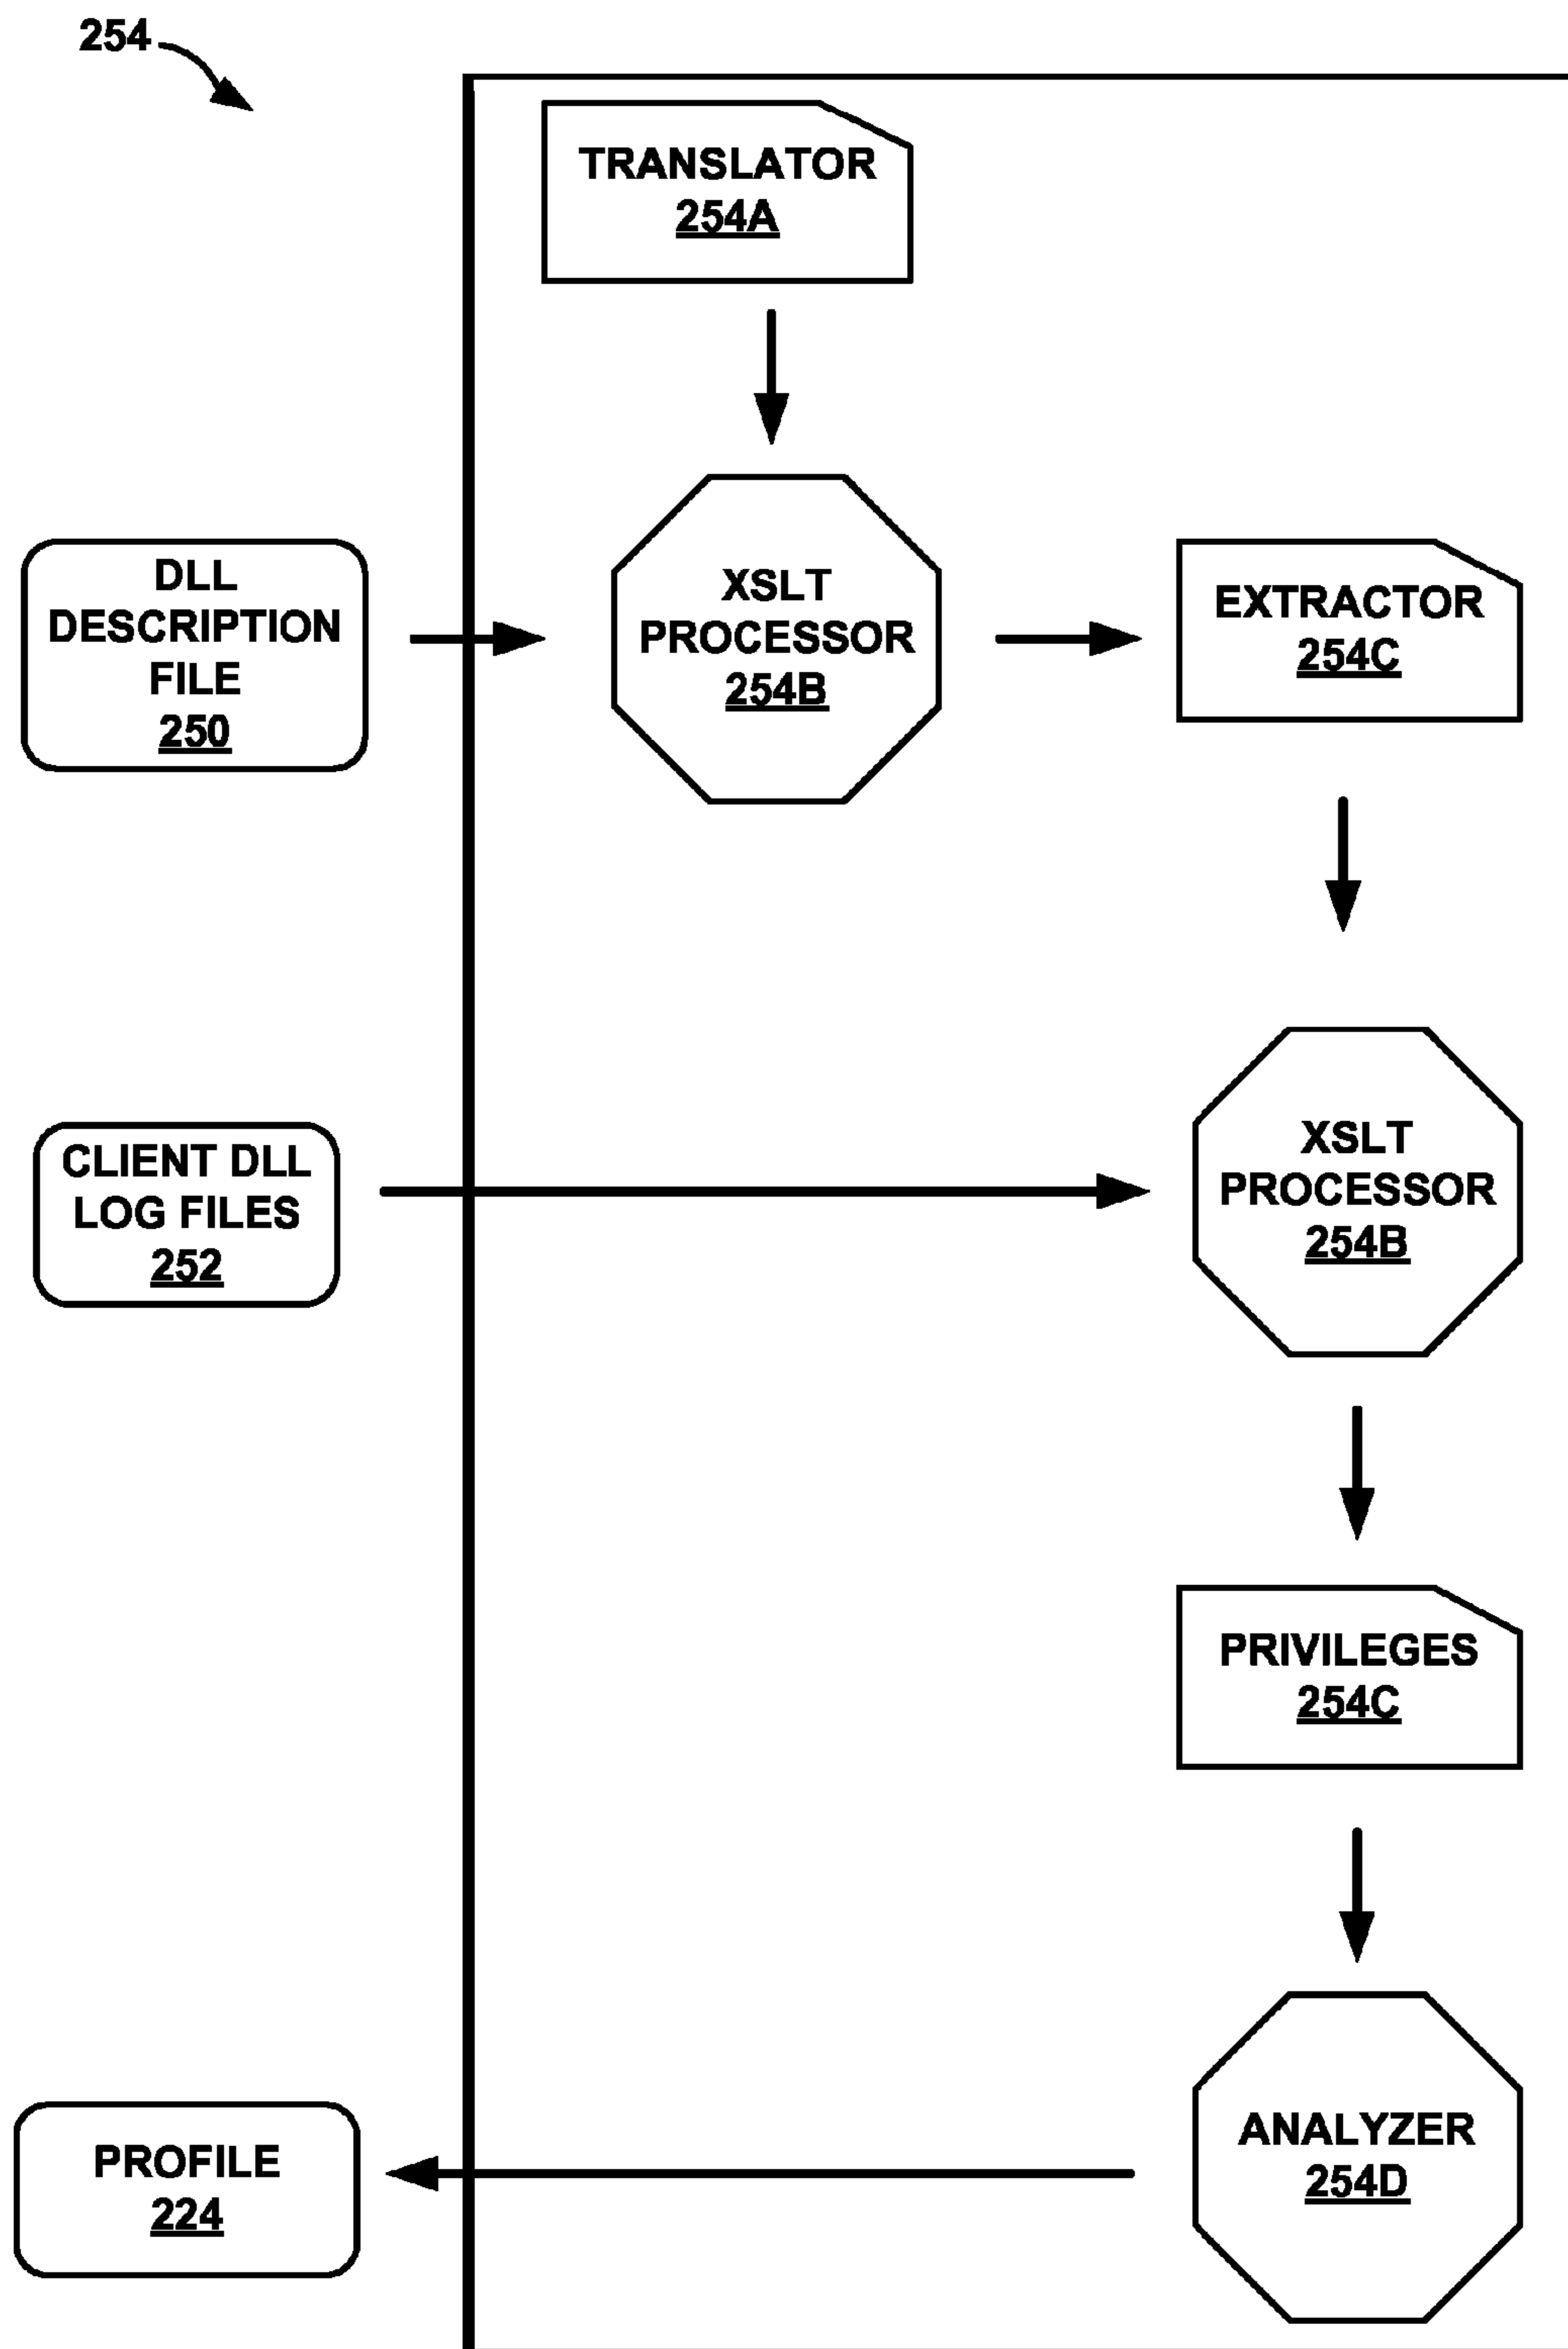 254
TRANSLATOR
254A
DLL
DESCRIPTION
FILE
250
XSLT
PROCESSOR
254B
EXTRACTOR
254C
CLIENT DLL
LOG FILES
252
XSLT
PROCESSOR
254B
PRIVILEGES
254C
PROFILE
224
ANALYZER
254D